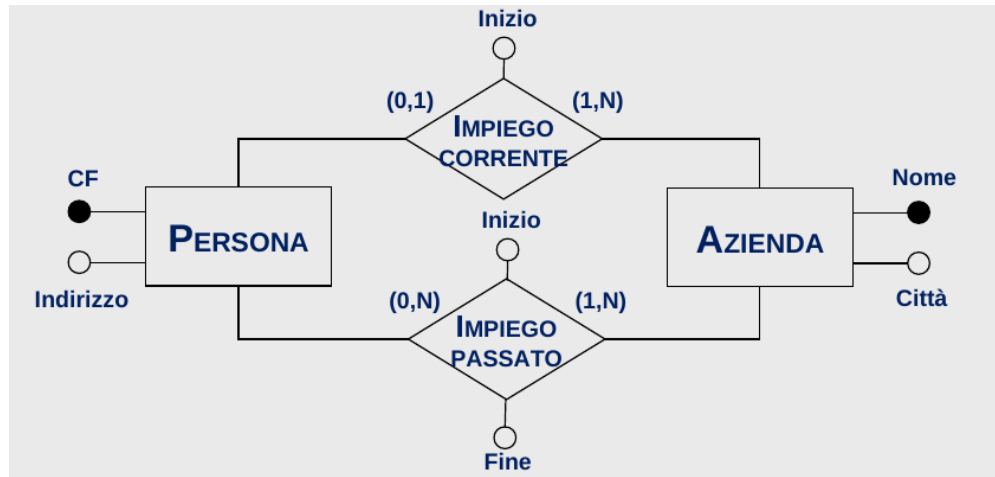 Inizio
(0,1)
(1,N)
IMPIEGO
CORRENTE
CF
Nome
PERSONA
AZIENDA
Indirizzo
Città
Inizio
(0,N)
(1,N)
IMPIEGO
PASSATO
Fine